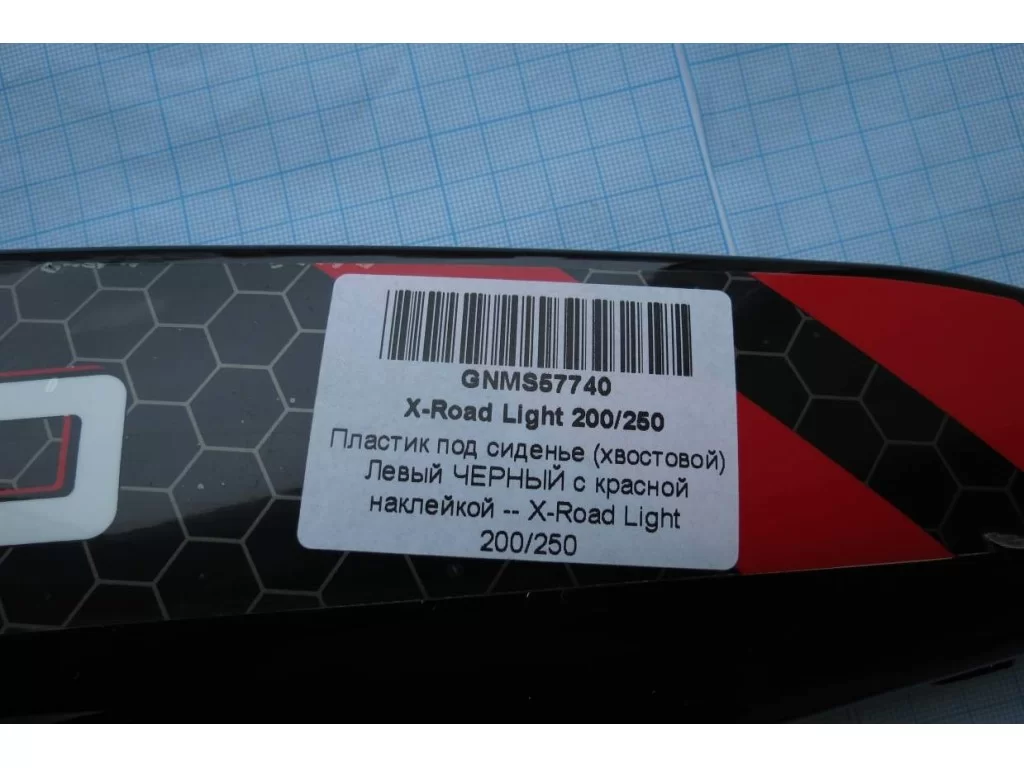 GNMS57740
X-Road Light 200/250
Пластик под сиденье (хвостовой)
Левый ЧЕРНЫЙ с красной
наклейкой -- X-Road Light
200/250